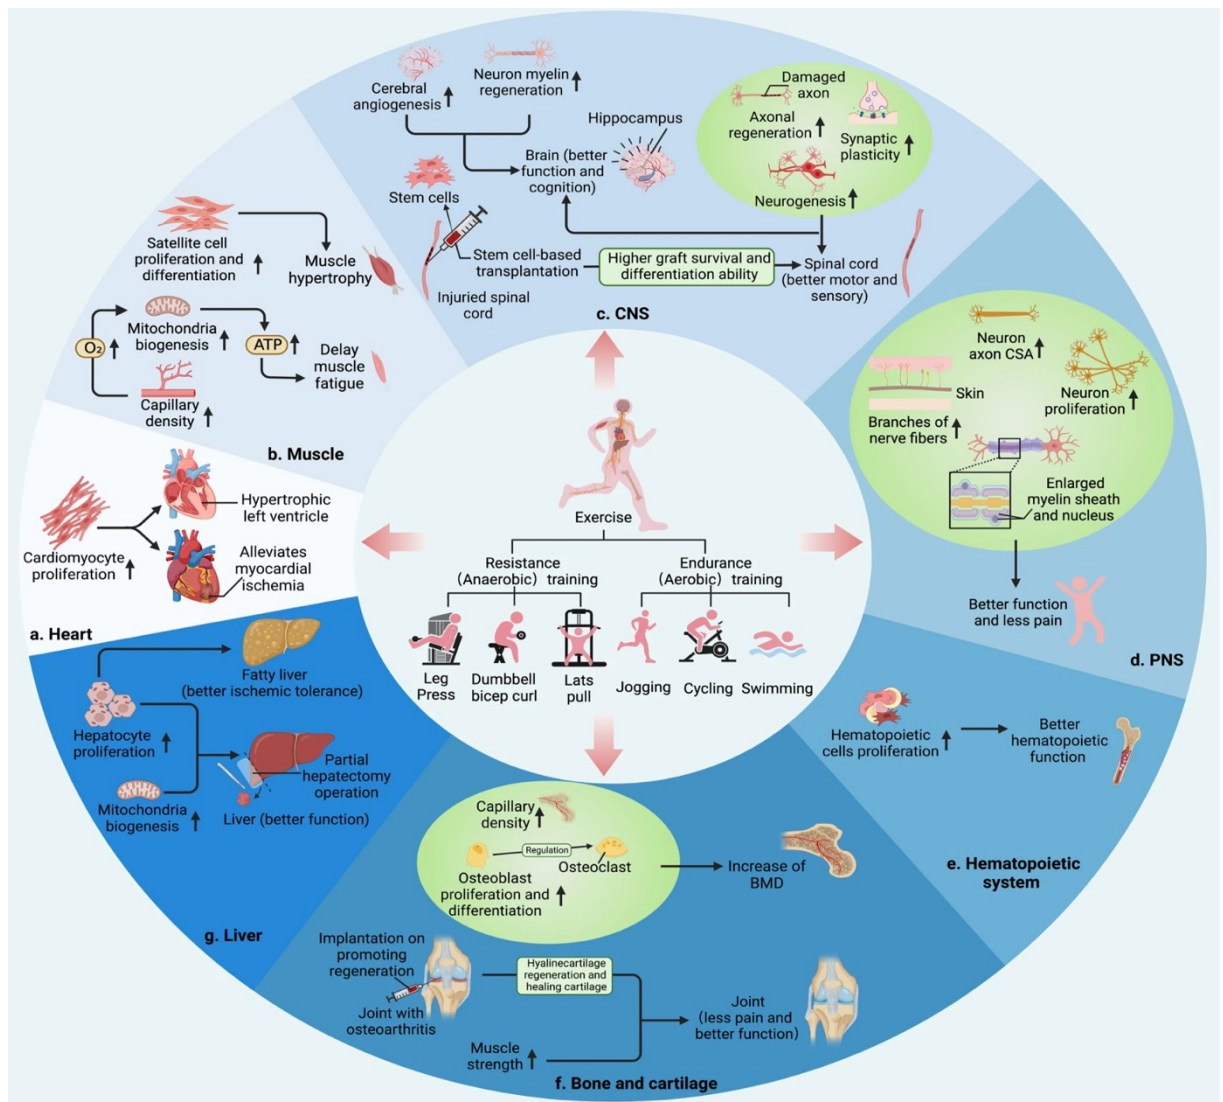 Cerebral
angiogenesis
Neuron myelin
regeneration
Hippocampus
Brain (better
function and
cognition)
Stem cells
Stem cell-based
transplantation
Injuried spinal
cord
Higher graft survival and
differentiation ability
Damaged
axon
Axonal
regeneration
Synaptic
plasticity
Neurogenesis
Spinal cord
(better motor and
sensory)
c. CNS
Satellite cell
proliferation and
differentiation
Muscle
hypertrophy
Mitochondria
biogenesis
O₂
ATP
Delay
muscle
fatigue
Capillary
density
b. Muscle
Cardiomyocyte
proliferation
Hypertrophic
left ventricle
Alleviates
myocardial
ischemia
a. Heart
Exercise
Resistance
(Anaerobic) training
Endurance
(Aerobic) training
Leg
Press
Dumbbell
bicep curl
Lats
pull
Jogging
Cycling
Swimming
Neuron
axon CSA
Skin
Branches of
nerve fibers
Neuron
proliferation
Enlarged
myelin sheath
and nucleus
Better function
and less pain
d. PNS
Hematopoietic
cells proliferation
Better
hematopoietic
function
e. Hematopoietic
system
Capillary
density
Regulation
Osteoblast
proliferation and
differentiation
Osteoclast
Increase of
BMD
Implantation on
promoting
regeneration
Joint with
osteoarthritis
Hyalinecartilage
regeneration and
healing cartilage
Muscle
strength
Joint
(less pain and
better function)
f. Bone and cartilage
Fatty liver
(better ischemic tolerance)
Hepatocyte
proliferation
Partial
hepatectomy
operation
Mitochondria
biogenesis
Liver (better function)
g. Liver